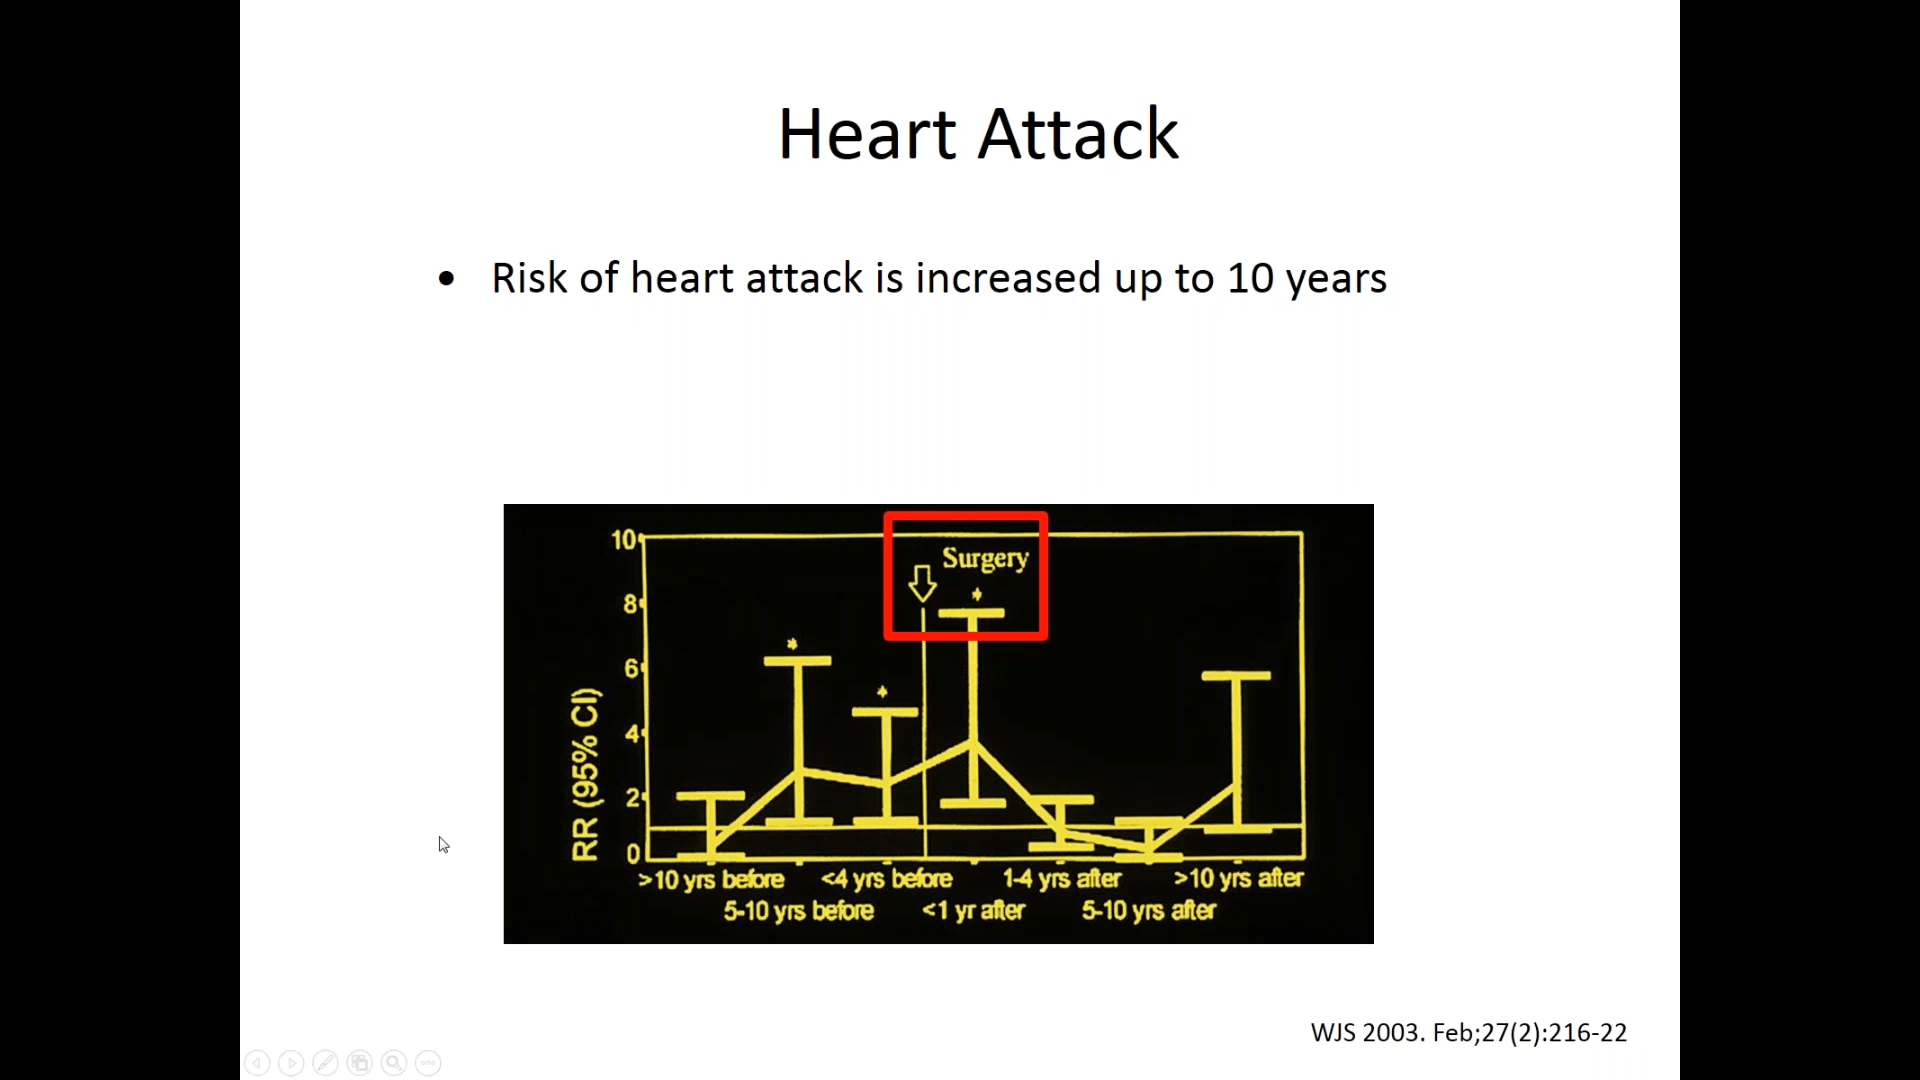 Heart Attack
• Risk of heart attack is increased up to 10 years
Surgery
*
*
*
RR (95% CI)
10
8
6
4
2
0
>10 yrs before
<4 yrs before
1-4 yrs after
>10 yrs after
5-10 yrs before
<1 yr after
5-10 yrs after
WJS 2003. Feb;27(2):216-22